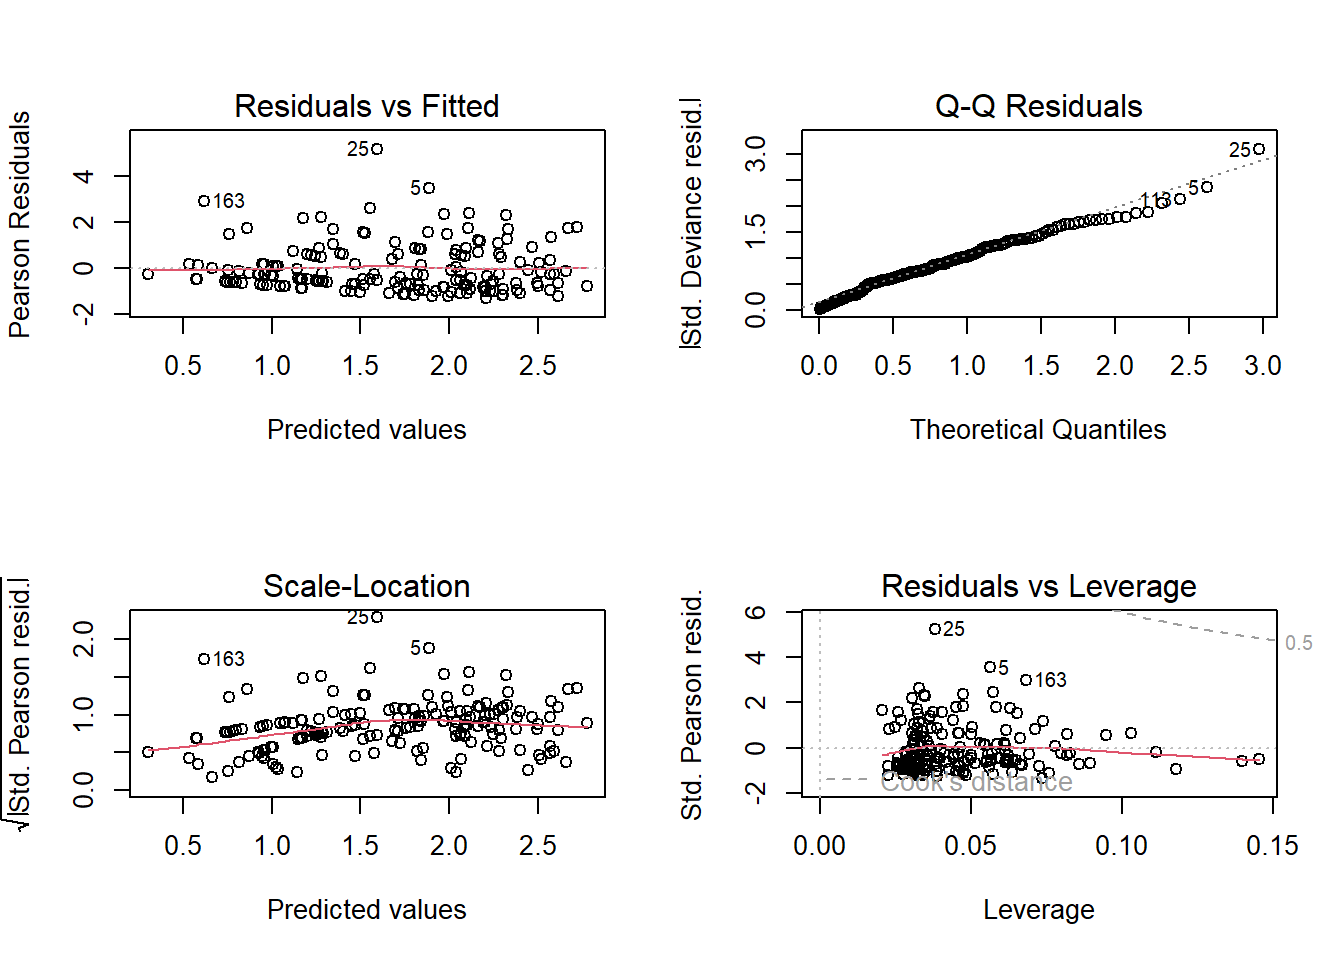 Residuals vs Fitted
Pearson Residuals
-2 0 2 4
25
5
163
0.5 1.0 1.5 2.0 2.5
Predicted values
Q-Q Residuals
|Std. Deviance resid.|
0.0 1.5 3.0
25
5
113
0.0 0.5 1.0 1.5 2.0 2.5 3.0
Theoretical Quantiles
Scale-Location
√|Std. Pearson resid.|
0.0 1.0 2.0
25
5
163
0.5 1.0 1.5 2.0 2.5
Predicted values
Residuals vs Leverage
Std. Pearson resid.
-2 0 2 4 6
25
5
163
0.5
Cook's distance
0.00 0.05 0.10 0.15
Leverage